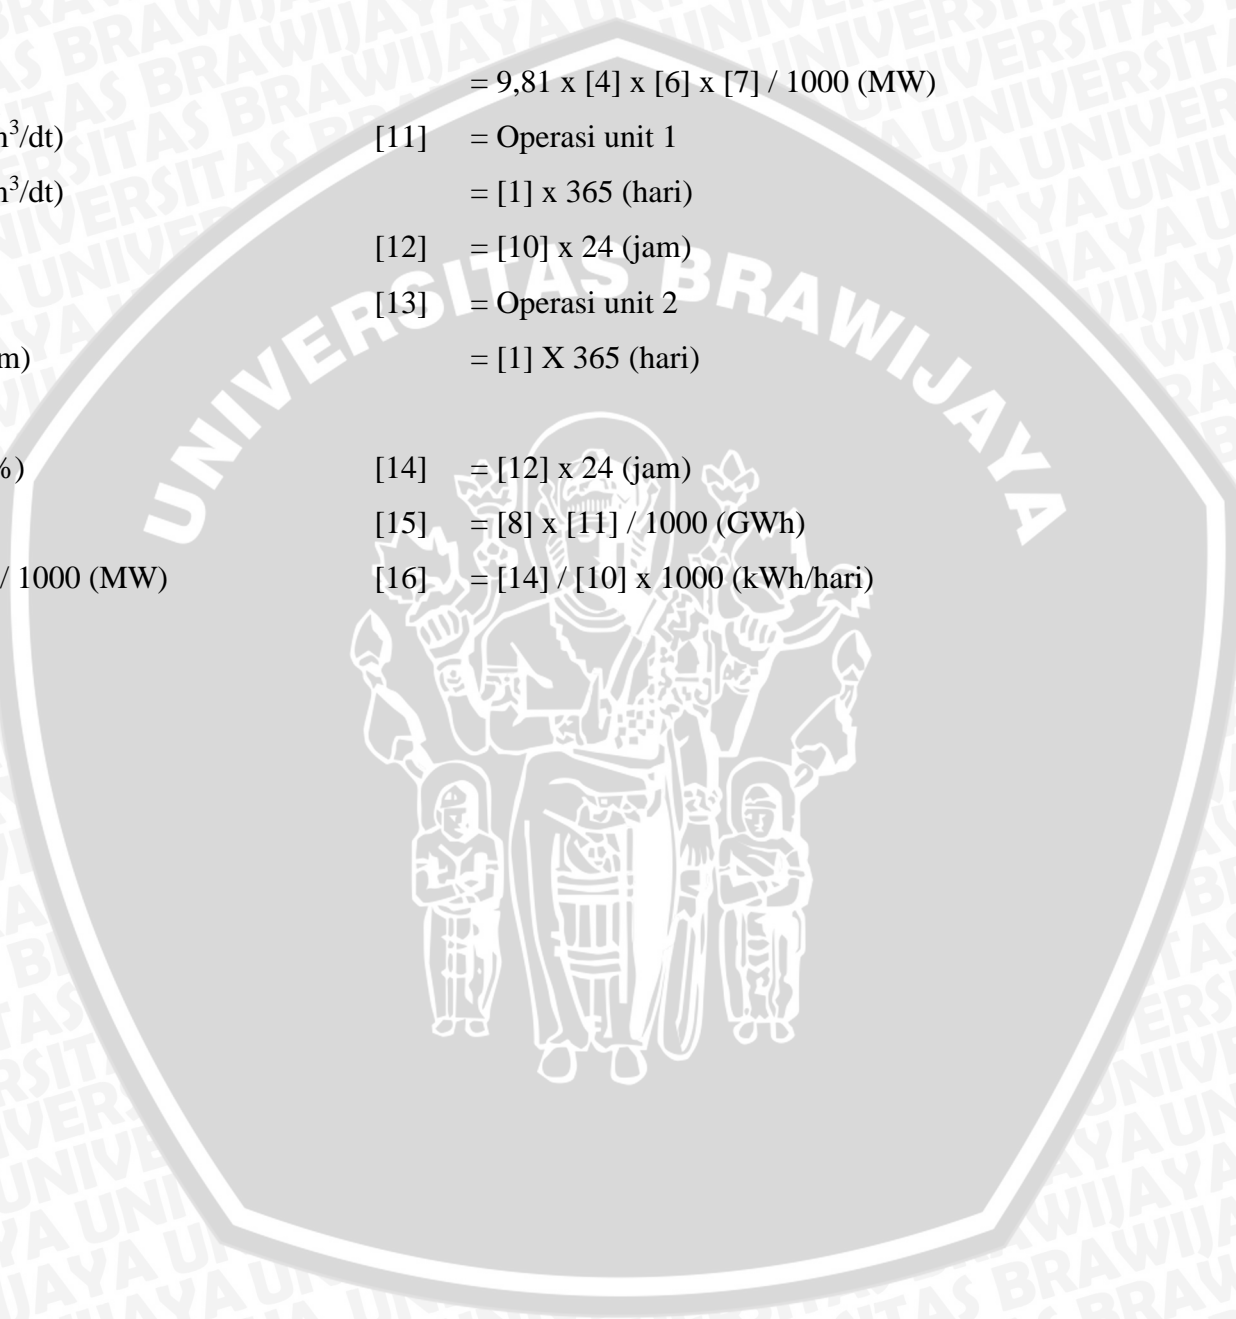 = 9,81 x [4] x [6] x [7] / 1000 (MW)
³/dt) [11] = Operasi unit 1
³/dt) = [1] x 365 (hari)
[12] = [10] x 24 (jam)
[13] = Operasi unit 2
m) = [1] X 365 (hari)
%) [14] = [12] x 24 (jam)
[15] = [8] x [11] / 1000 (GWh)
/ 1000 (MW) [16] = [14] / [10] x 1000 (kWh/hari)
UNIVERSITAS BRAWIJAYA